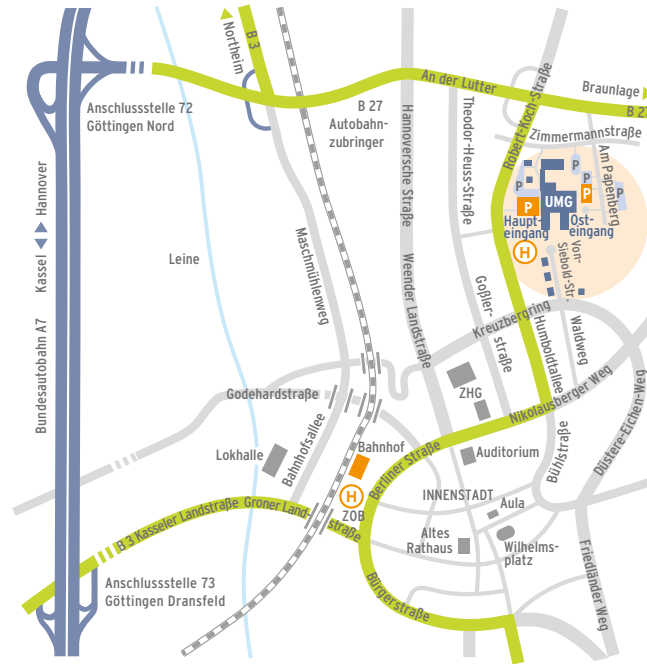 Northeim
B 3
An der Lutter
Braunlage
B 27
Anschlussstelle 72
Göttingen Nord
B 27
Autobahn-
zubringer
Hannoversche Straße
Theodor-Heuss-Straße
Robert-Koch-Straße
Zimmermannstraße
Am Papenberg
P
P
P
P
P
P
UMG
Haupt-
eingang
Ost-
eingang
H
Von-
Siebold-Str.
Kassel
Hannover
Bundesautobahn A7
Leine
Maschmühlenweg
Weender Landstraße
Goßler-
straße
Kreuzbergring
Humboldtallee
Waldweg
Godehardstraße
ZHG
Nikolausberger Weg
Düstere-Eichen-Weg
Lokhalle
Bahnhofsallee
Bahnhof
Berliner Straße
Auditorium
Bühlstraße
H
ZOB
INNENSTADT
Aula
B 3 Kasseler Landstraße
Groner Land-
straße
Altes
Rathaus
Wilhelms-
platz
Anschlussstelle 73
Göttingen Dransfeld
Bürgerstraße
Friedländer Weg